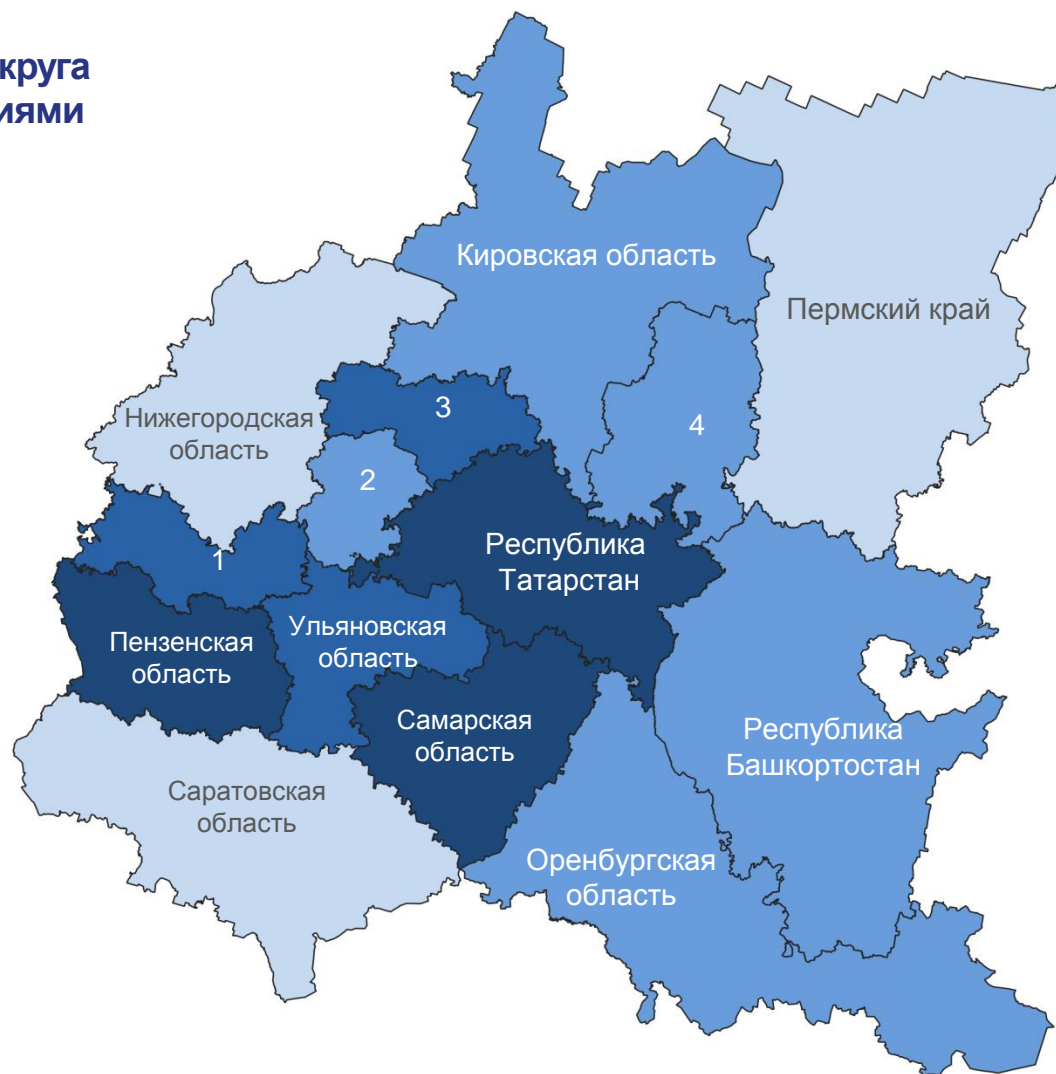 круга
иями
Кировская область
Пермский край
3
Нижегородская
область
4
2
Республика
Татарстан
1
Ульяновская
область
Пензенская
область
Самарская
область
Республика
Башкортостан
Саратовская
область
Оренбургская
область